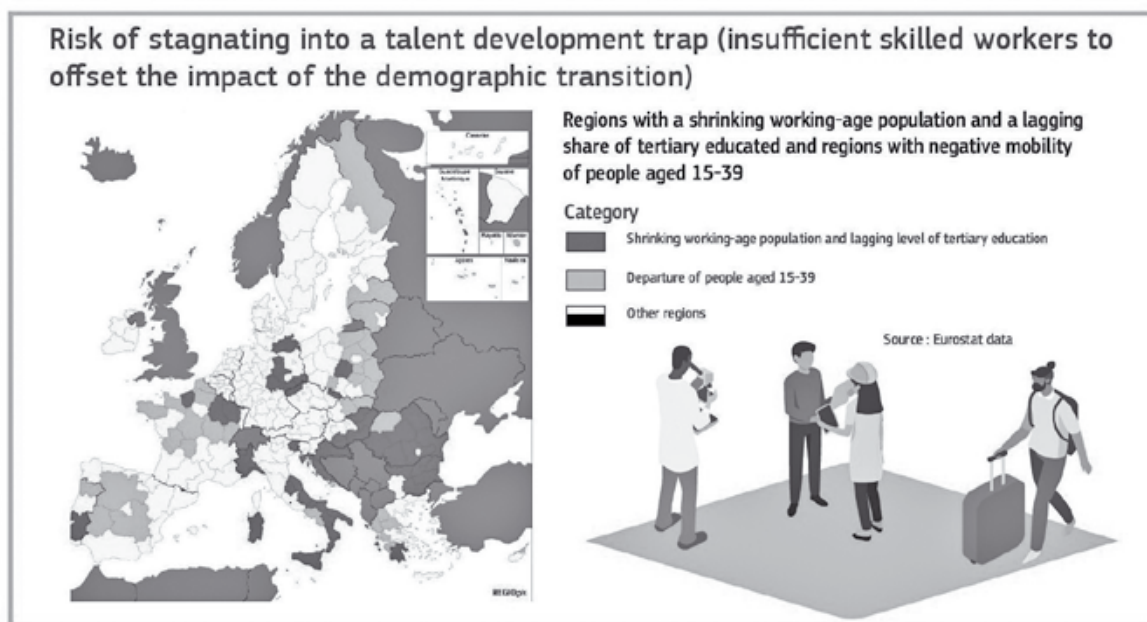 Risk of stagnating into a talent development trap (insufficient skilled workers to
offset the impact of the demographic transition)
Regions with a shrinking working-age population and a lagging
share of tertiary educated and regions with negative mobility
of people aged 15-39
Category
Shrinking working-age population and lagging level of tertiary education
Departure of people aged 15-39
Other regions
Source : Eurostat data
Canarias
Guadeloupe
Martinique
Guyane
Mayotte
Açores
Madeira